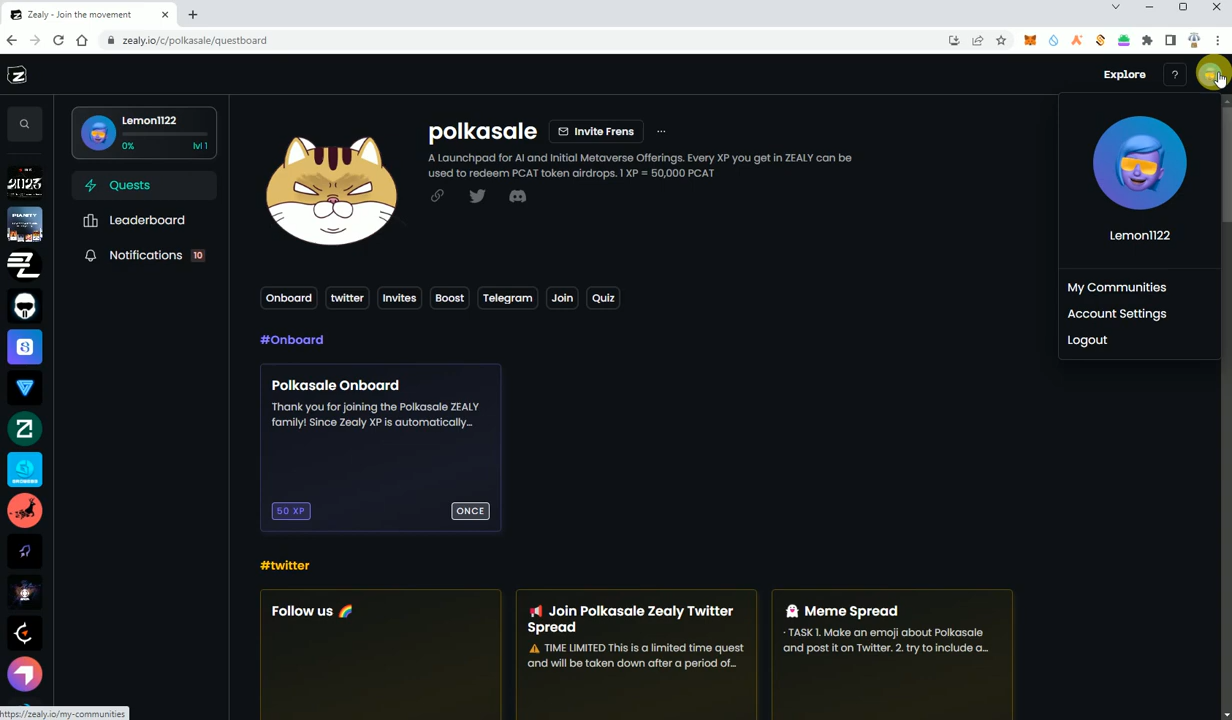 Zealy - Join the movement
zealy.io/c/polkasale/questboard
Explore
?
Lemon1122
0% lvl 1
Quests
Leaderboard
Notifications 10
polkasale
Invite Frens
...
A Launchpad for AI and Initial Metaverse Offerings. Every XP you get in ZEALY can be
used to redeem PCAT token airdrops. 1 XP = 50,000 PCAT
Onboard twitter Invites Boost Telegram Join Quiz
#Onboard
Polkasale Onboard
Thank you for joining the Polkasale ZEALY
family! Since Zealy XP is automatically...
50 XP ONCE
#twitter
Follow us 🌈
📢 Join Polkasale Zealy Twitter
Spread
⚠ TIME LIMITED This is a limited time quest
and will be taken down after a period of...
👻 Meme Spread
· TASK 1. Make an emoji about Polkasale
and post it on Twitter. 2. try to include a...
Lemon1122
My Communities
Account Settings
Logout
https://zealy.io/my-communities